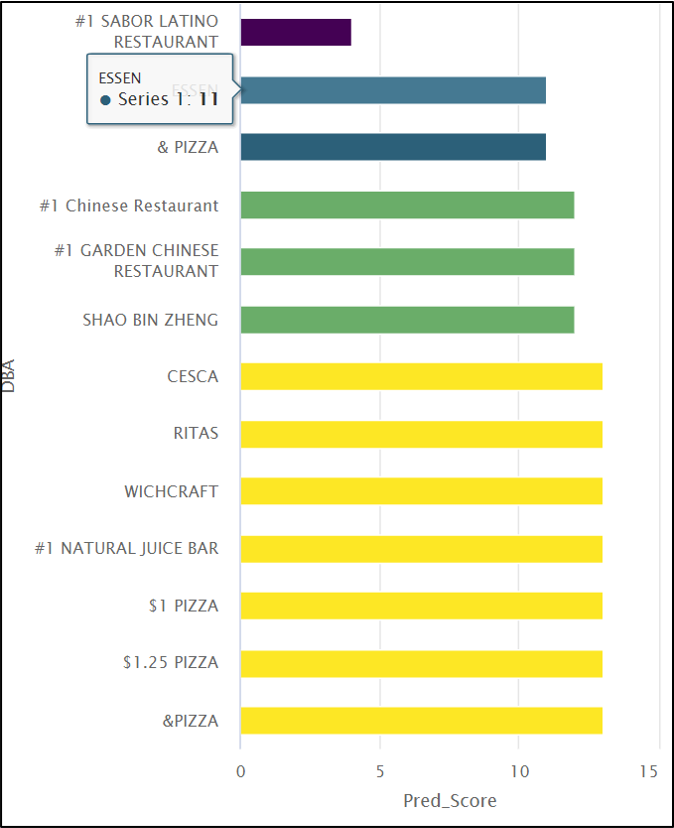 #1 SABOR LATINO
RESTAURANT
ESSEN
ESSEN
● Series 1: 11
& PIZZA
#1 Chinese Restaurant
#1 GARDEN CHINESE
RESTAURANT
SHAO BIN ZHENG
CESCA
DBA
RITAS
WICHCRAFT
#1 NATURAL JUICE BAR
$1 PIZZA
$1.25 PIZZA
&PIZZA
0 5 10 15
Pred_Score